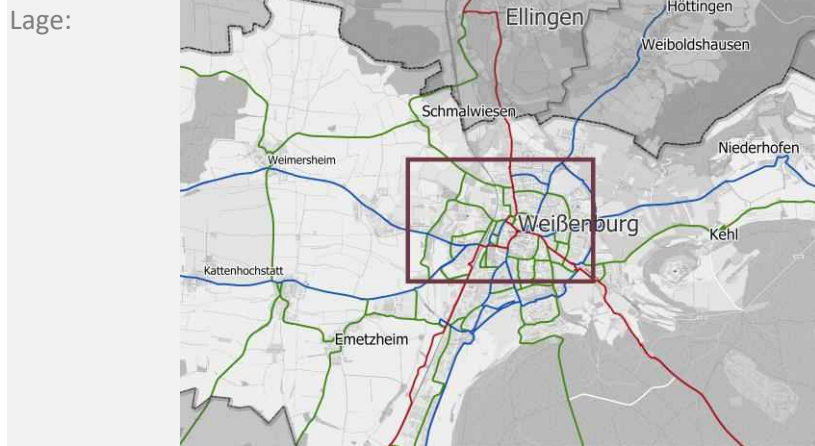 Lage:
Ellingen
Höttingen
Weiboldshausen
Schmalwiesen
Niederhofen
Weimersheim
Weißenburg
Kehl
Kattenhochstatt
Emetzheim